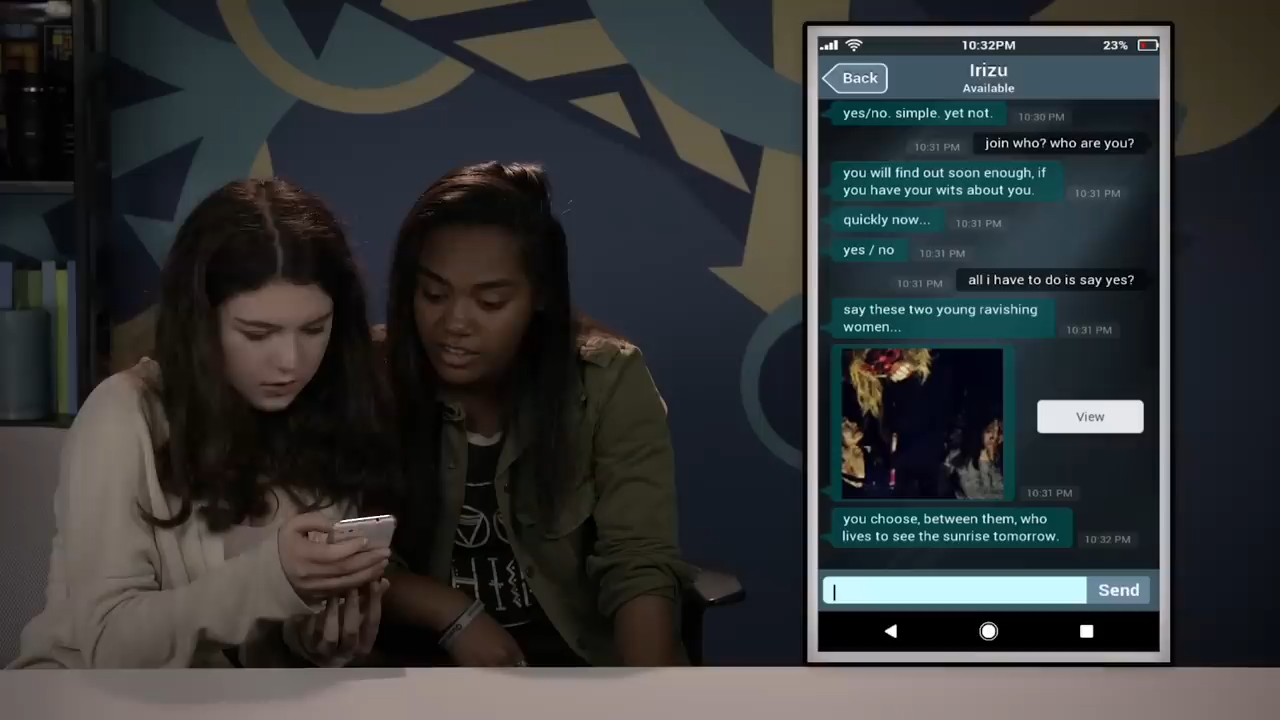 10:32PM
23%
Back
Irizu
Available
yes/no. simple. yet not.
10:30 PM
join who? who are you?
10:31 PM
you will find out soon enough, if
you have your wits about you.
10:31 PM
quickly now...
10:31 PM
yes / no
10:31 PM
all i have to do is say yes?
10:31 PM
say these two young ravishing
women...
10:31 PM
View
10:31 PM
you choose, between them, who
lives to see the sunrise tomorrow.
10:32 PM
Send